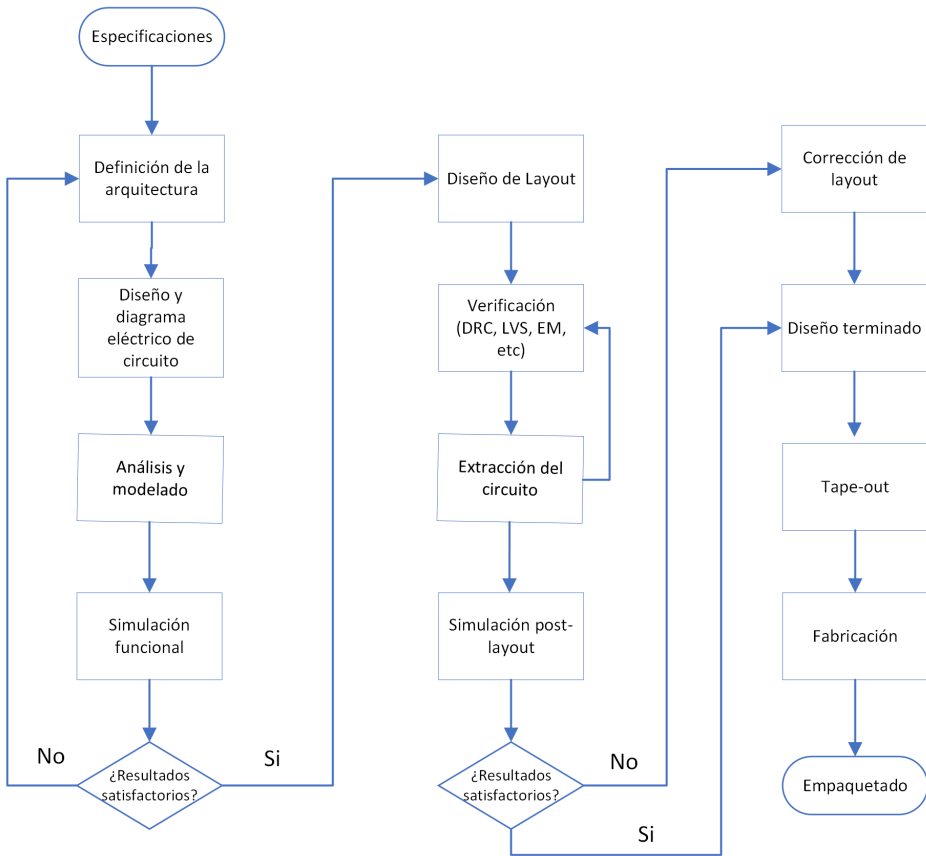 Especificaciones
Definición de la
arquitectura
Diseño y
diagrama
eléctrico de
circuito
Análisis y
modelado
Simulación
funcional
¿Resultados
satisfactorios?
No
Si
Diseño de Layout
Verificación
(DRC, LVS, EM,
etc)
Extracción del
circuito
Simulación post-
layout
¿Resultados
satisfactorios?
No
Si
Corrección de
layout
Diseño terminado
Tape-out
Fabricación
Empaquetado